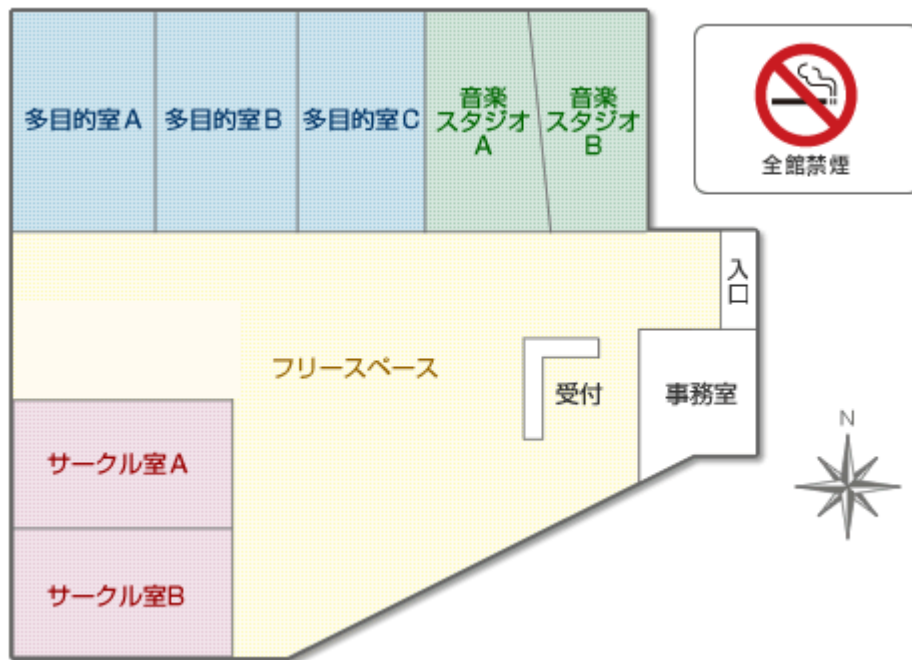 多目的室A
多目的室B
多目的室C
音楽
スタジオ
A
音楽
スタジオ
B
全館禁煙
入口
フリースペース
受付
事務室
N
サークル室A
サークル室B